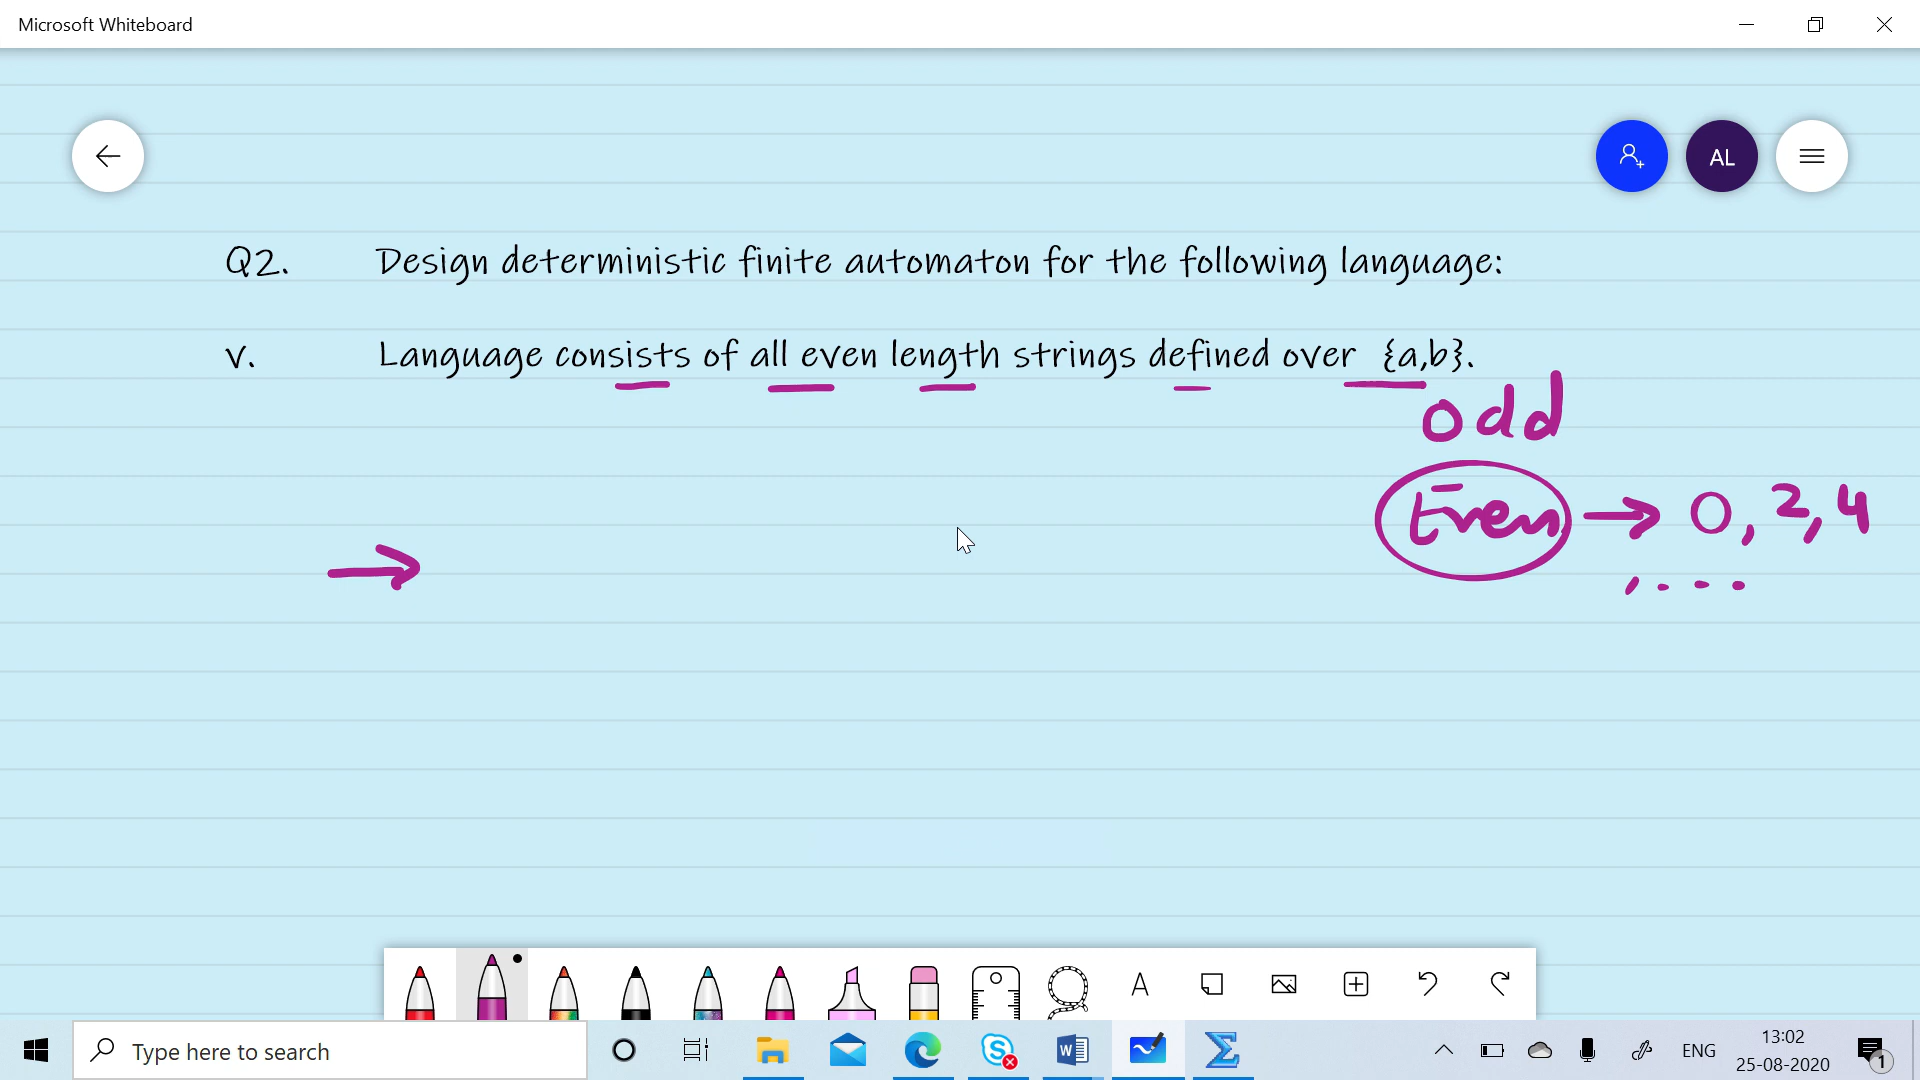 Microsoft Whiteboard
AL
Q2. Design deterministic finite automaton for the following language:
v. Language consists of all even length strings defined over {a,b}.
odd
Even → 0, 2, 4
, . . .
→
A
Type here to search
ENG
13:02
25-08-2020
1